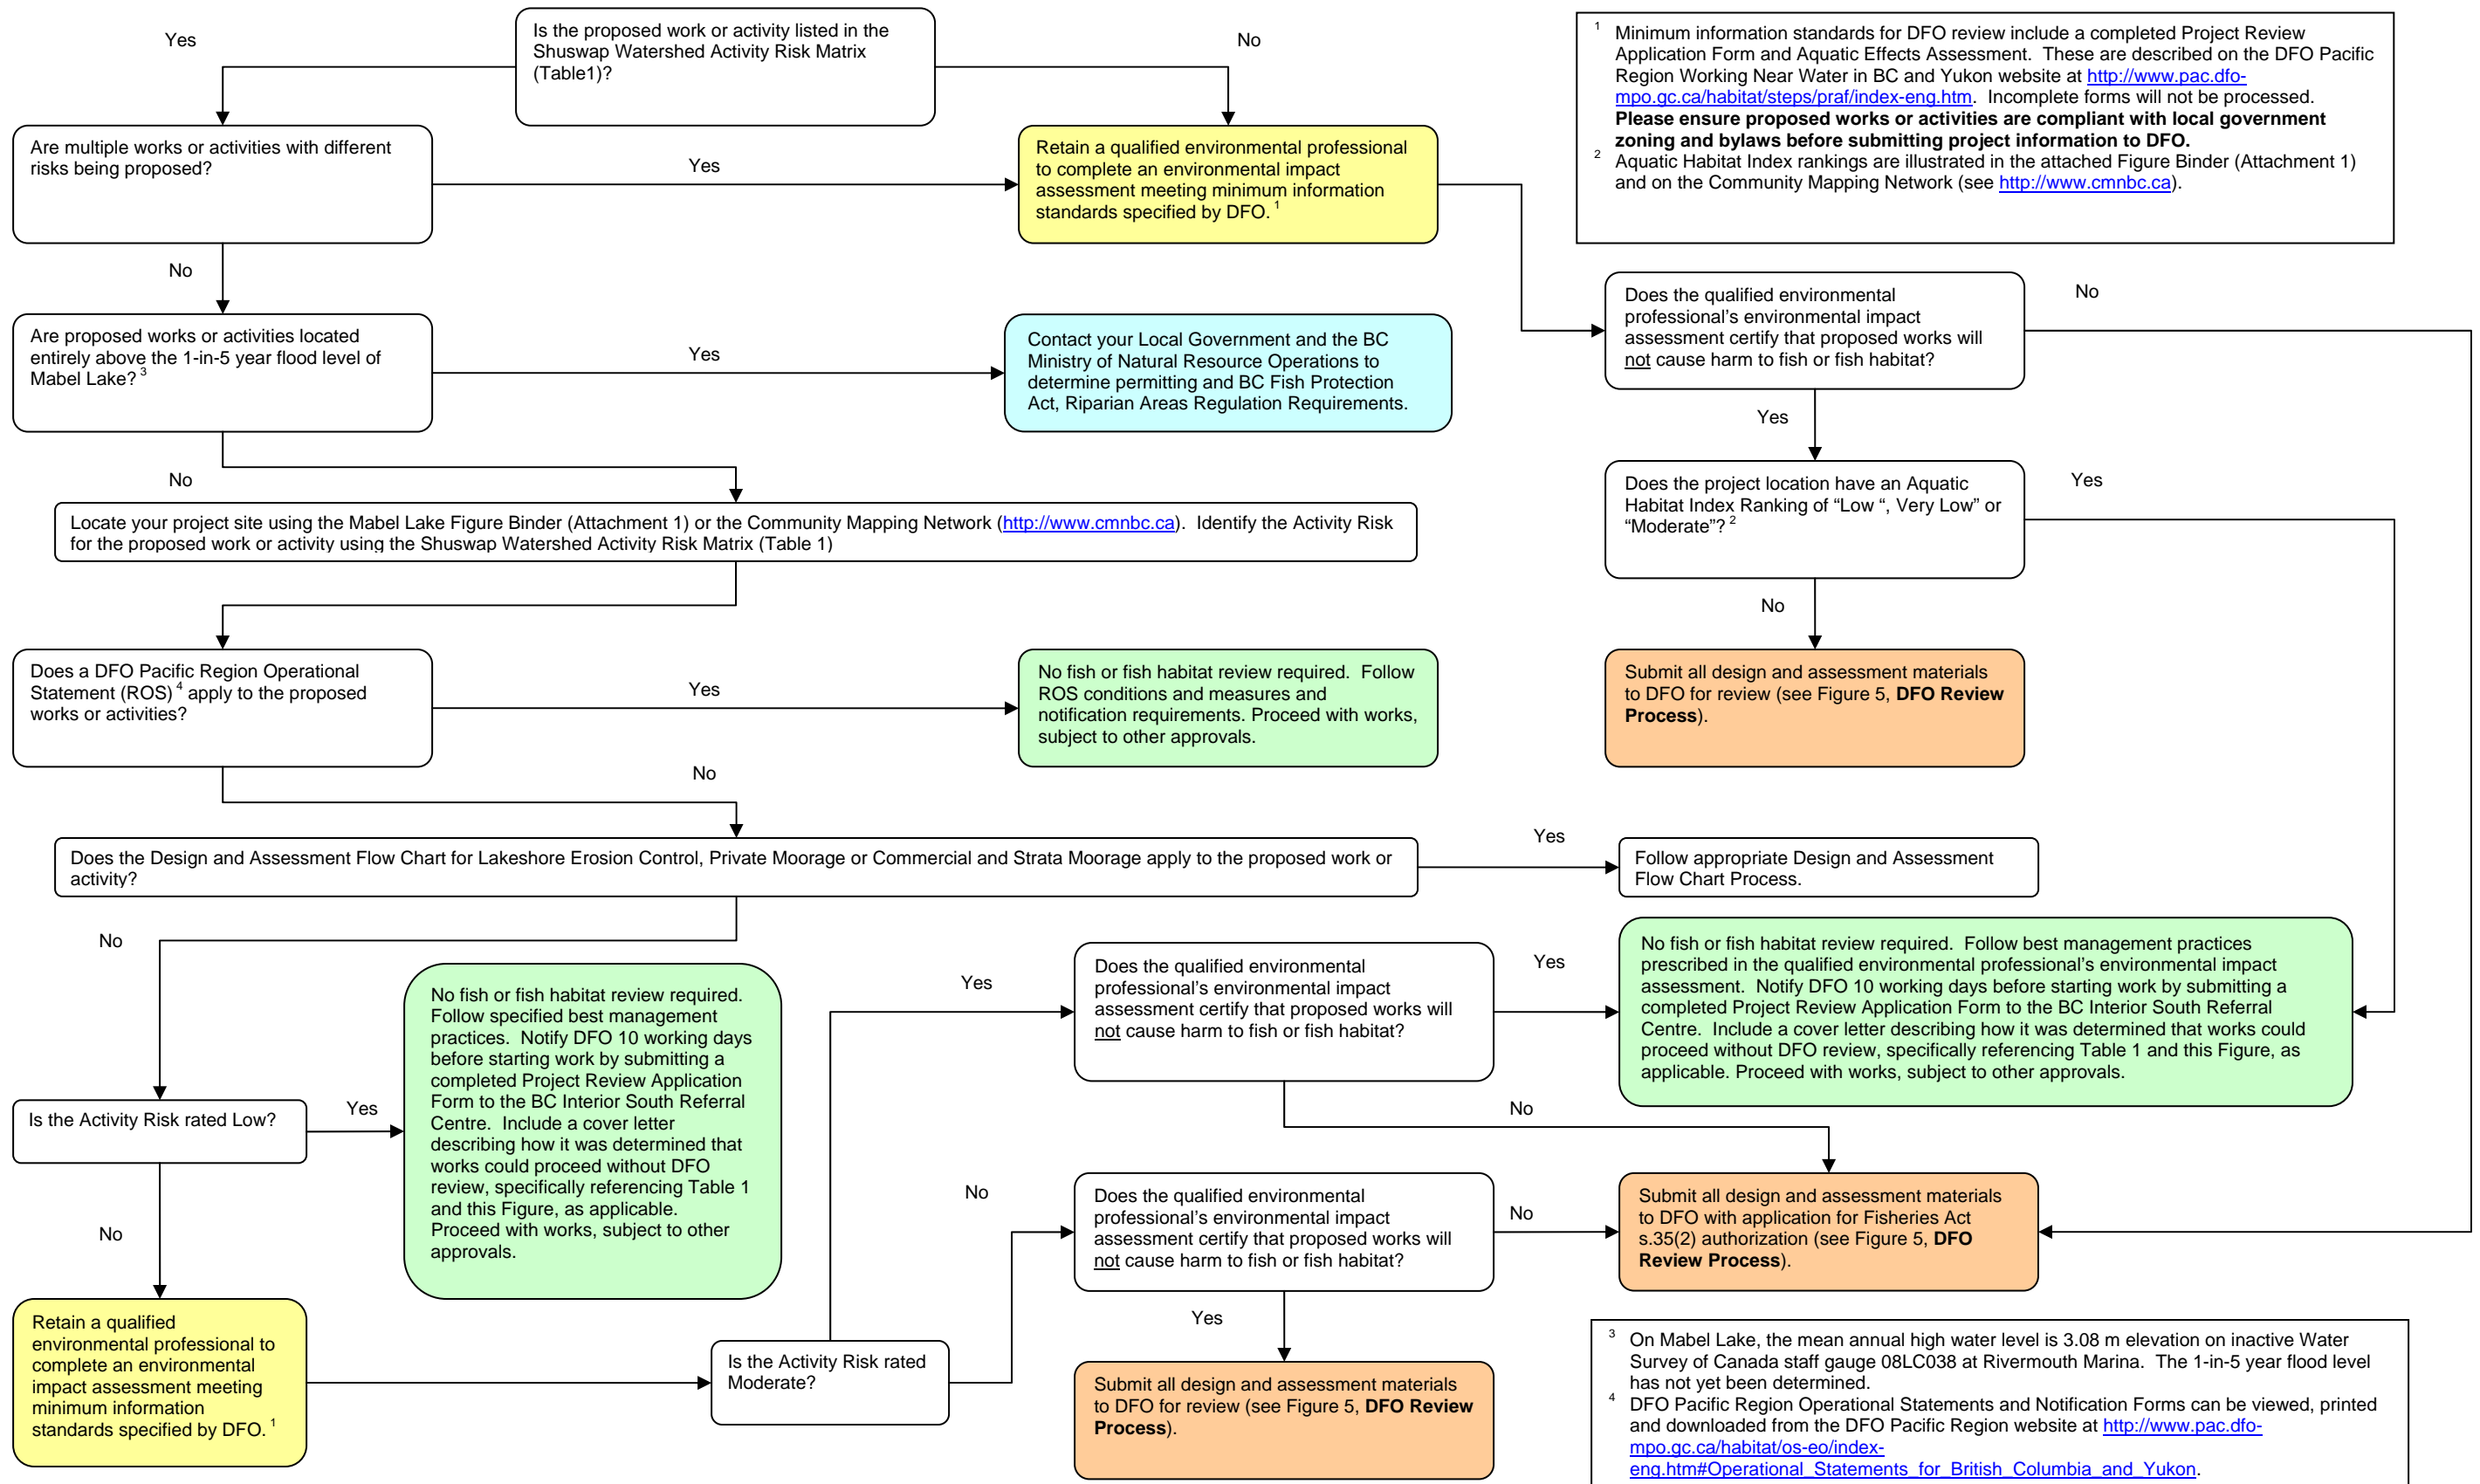 Is the proposed work or activity listed in the
Shuswap Watershed Activity Risk Matrix
(Table1)?
Yes
No
1 Minimum information standards for DFO review include a completed Project Review
Application Form and Aquatic Effects Assessment. These are described on the DFO Pacific
Region Working Near Water in BC and Yukon website at http://www.pac.dfo-
mpo.gc.ca/habitat/steps/praf/index-eng.htm. Incomplete forms will not be processed.
Please ensure proposed works or activities are compliant with local government
zoning and bylaws before submitting project information to DFO.
2 Aquatic Habitat Index rankings are illustrated in the attached Figure Binder (Attachment 1)
and on the Community Mapping Network (see http://www.cmnbc.ca).
Are multiple works or activities with different
risks being proposed?
Yes
Retain a qualified environmental professional
to complete an environmental impact
assessment meeting minimum information
standards specified by DFO. 1
No
Does the qualified environmental
professional's environmental impact
assessment certify that proposed works will
not cause harm to fish or fish habitat?
No
Yes
Are proposed works or activities located
entirely above the 1-in-5 year flood level of
Mabel Lake? 3
Yes
Contact your Local Government and the BC
Ministry of Natural Resource Operations to
determine permitting and BC Fish Protection
Act, Riparian Areas Regulation Requirements.
No
Does the project location have an Aquatic
Habitat Index Ranking of “Low “, Very Low” or
“Moderate”? 2
Yes
No
Locate your project site using the Mabel Lake Figure Binder (Attachment 1) or the Community Mapping Network (http://www.cmnbc.ca). Identify the Activity Risk
for the proposed work or activity using the Shuswap Watershed Activity Risk Matrix (Table 1)
Does a DFO Pacific Region Operational
Statement (ROS) 4 apply to the proposed
works or activities?
Yes
No fish or fish habitat review required. Follow
ROS conditions and measures and
notification requirements. Proceed with works,
subject to other approvals.
Submit all design and assessment materials
to DFO for review (see Figure 5, DFO Review
Process).
No
Does the Design and Assessment Flow Chart for Lakeshore Erosion Control, Private Moorage or Commercial and Strata Moorage apply to the proposed work or
activity?
Yes
Follow appropriate Design and Assessment
Flow Chart Process.
No
Is the Activity Risk rated Low?
Yes
No fish or fish habitat review required.
Follow specified best management
practices. Notify DFO 10 working days
before starting work by submitting a
completed Project Review Application
Form to the BC Interior South Referral
Centre. Include a cover letter
describing how it was determined that
works could proceed without DFO
review, specifically referencing Table 1
and this Figure, as applicable.
Proceed with works, subject to other
approvals.
No
Retain a qualified
environmental professional to
complete an environmental
impact assessment meeting
minimum information
standards specified by DFO. 1
Is the Activity Risk rated
Moderate?
Yes
Does the qualified environmental
professional's environmental impact
assessment certify that proposed works will
not cause harm to fish or fish habitat?
Yes
No fish or fish habitat review required. Follow best management practices
prescribed in the qualified environmental professional's environmental impact
assessment. Notify DFO 10 working days before starting work by submitting a
completed Project Review Application Form to the BC Interior South Referral
Centre. Include a cover letter describing how it was determined that works could
proceed without DFO review, specifically referencing Table 1 and this Figure, as
applicable. Proceed with works, subject to other approvals.
No
No
Does the qualified environmental
professional's environmental impact
assessment certify that proposed works will
not cause harm to fish or fish habitat?
No
Submit all design and assessment materials
to DFO with application for Fisheries Act
s.35(2) authorization (see Figure 5, DFO
Review Process).
Yes
Submit all design and assessment materials
to DFO for review (see Figure 5, DFO Review
Process).
3 On Mabel Lake, the mean annual high water level is 3.08 m elevation on inactive Water
Survey of Canada staff gauge 08LC038 at Rivermouth Marina. The 1-in-5 year flood level
has not yet been determined.
4 DFO Pacific Region Operational Statements and Notification Forms can be viewed, printed
and downloaded from the DFO Pacific Region website at http://www.pac.dfo-
mpo.gc.ca/habitat/os-eo/index-
eng.htm#Operational_Statements_for_British_Columbia_and_Yukon.